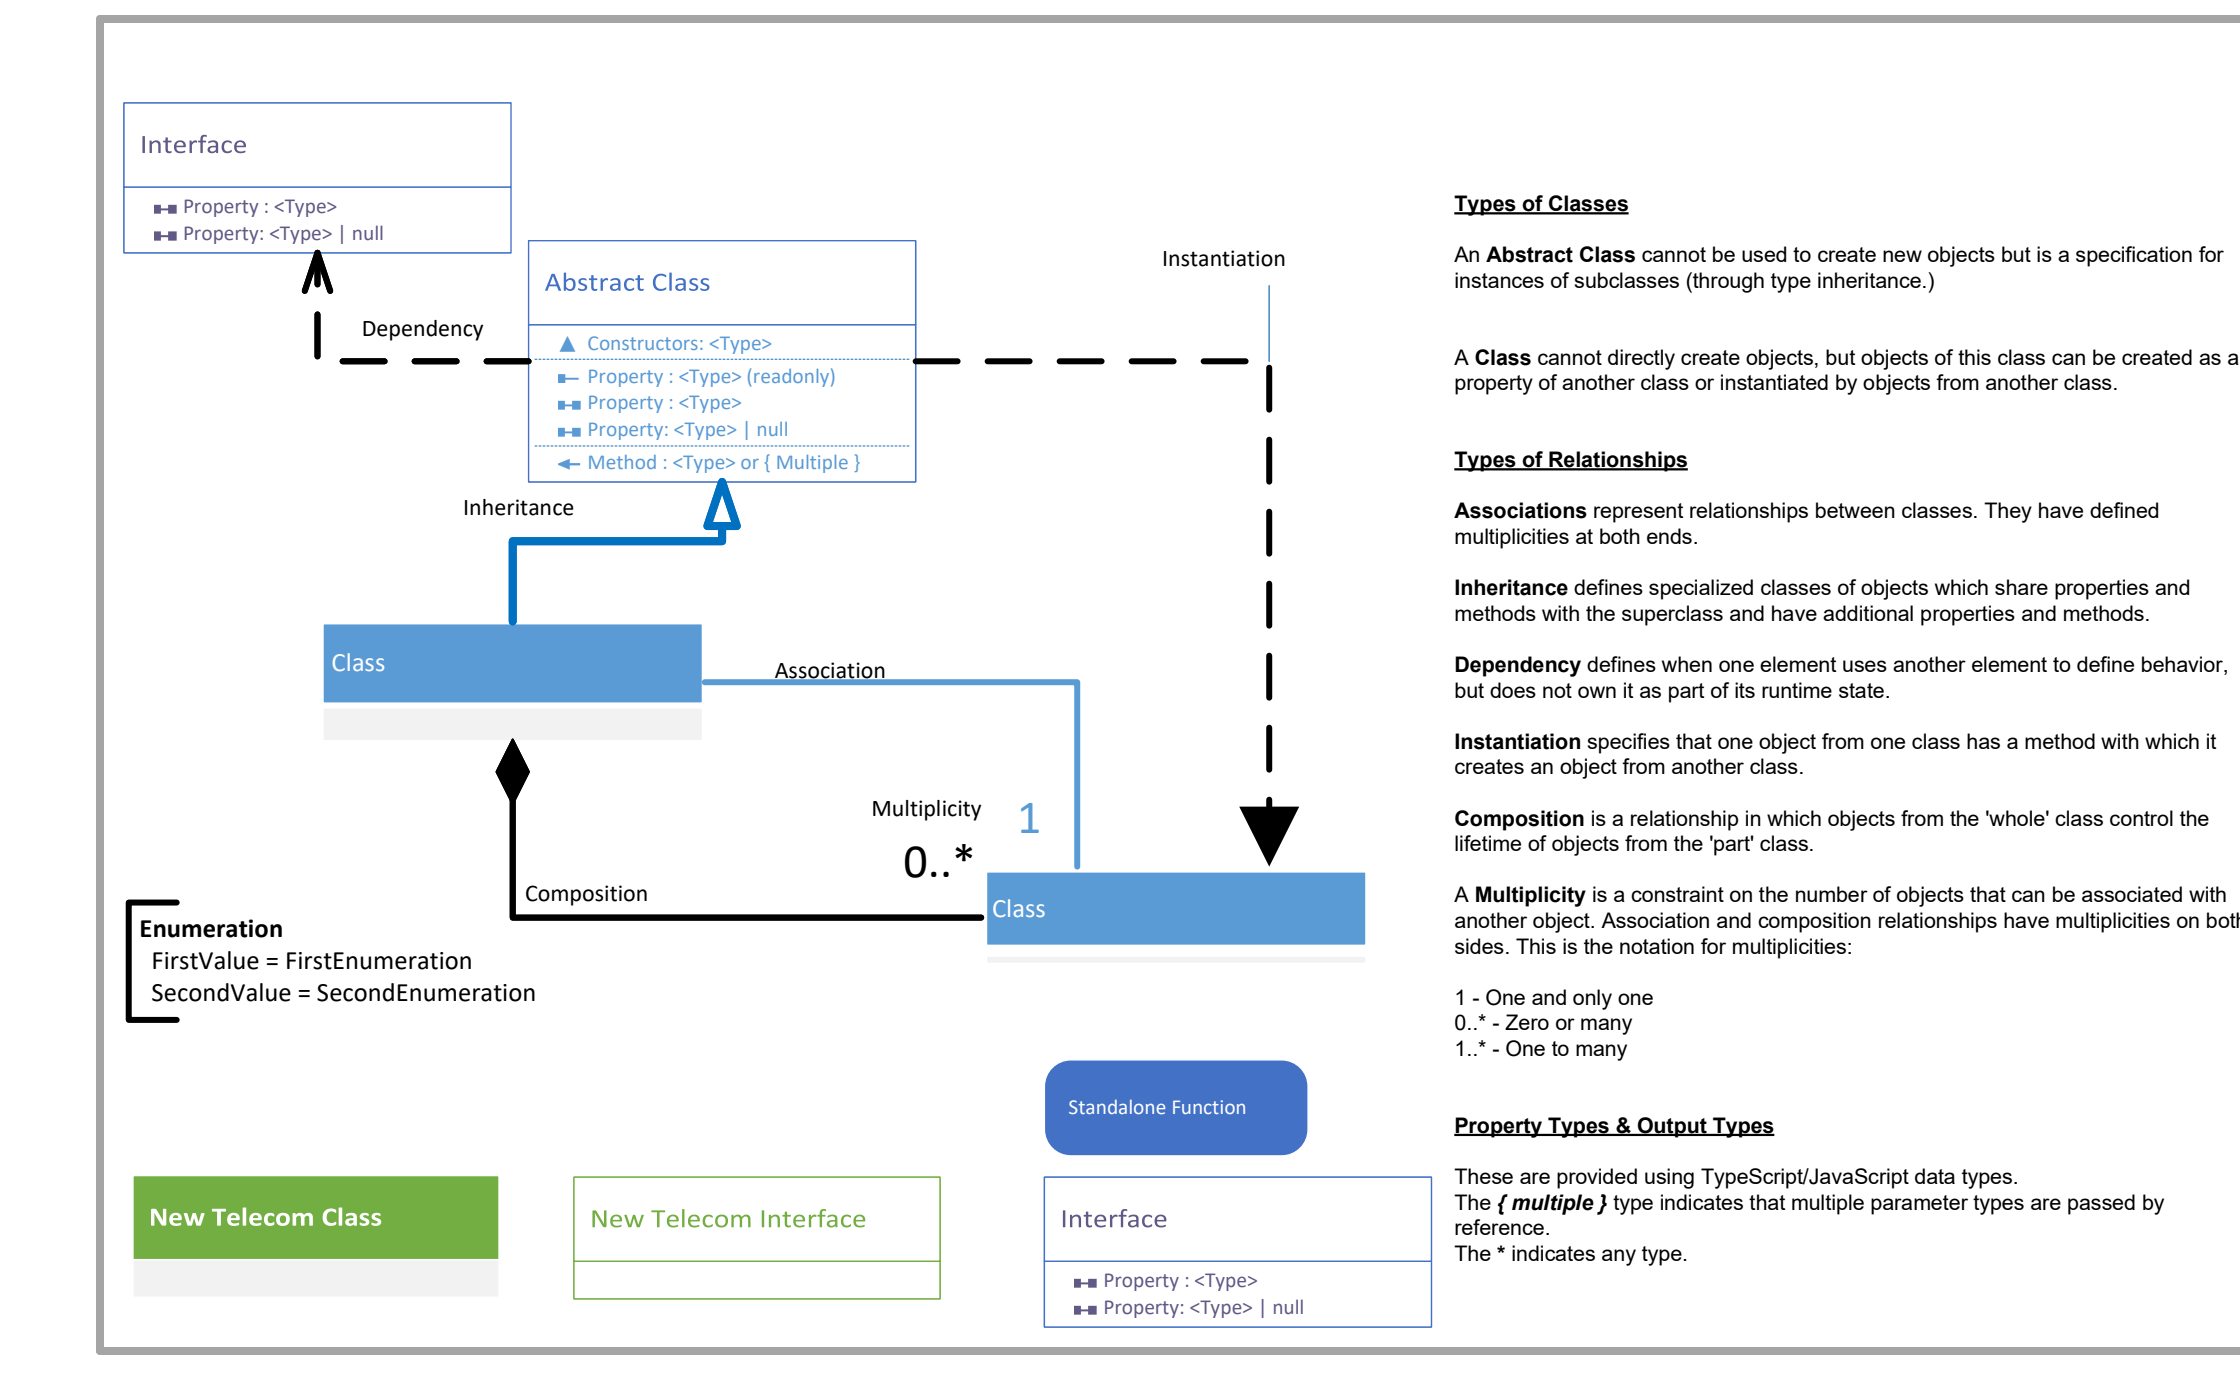 Interface
Property : <Type>
Property: <Type> | null
Dependency
Abstract Class
Constructors: <Type>
Property : <Type> (readonly)
Property : <Type>
Property: <Type> | null
Method : <Type> or { Multiple }
Instantiation
Inheritance
Class
Association
Multiplicity
1
0..*
Composition
Class
Enumeration
FirstValue = FirstEnumeration
SecondValue = SecondEnumeration
Standalone Function
New Telecom Class
New Telecom Interface
Interface
Property : <Type>
Property: <Type> | null
Types of Classes
An Abstract Class cannot be used to create new objects but is a specification for
instances of subclasses (through type inheritance.)
A Class cannot directly create objects, but objects of this class can be created as a
property of another class or instantiated by objects from another class.
Types of Relationships
Associations represent relationships between classes. They have defined
multiplicities at both ends.
Inheritance defines specialized classes of objects which share properties and
methods with the superclass and have additional properties and methods.
Dependency defines when one element uses another element to define behavior,
but does not own it as part of its runtime state.
Instantiation specifies that one object from one class has a method with which it
creates an object from another class.
Composition is a relationship in which objects from the 'whole' class control the
lifetime of objects from the 'part' class.
A Multiplicity is a constraint on the number of objects that can be associated with
another object. Association and composition relationships have multiplicities on both
sides. This is the notation for multiplicities:
1 - One and only one
0..* - Zero or many
1..* - One to many
Property Types & Output Types
These are provided using TypeScript/JavaScript data types.
The { multiple } type indicates that multiple parameter types are passed by
reference.
The * indicates any type.